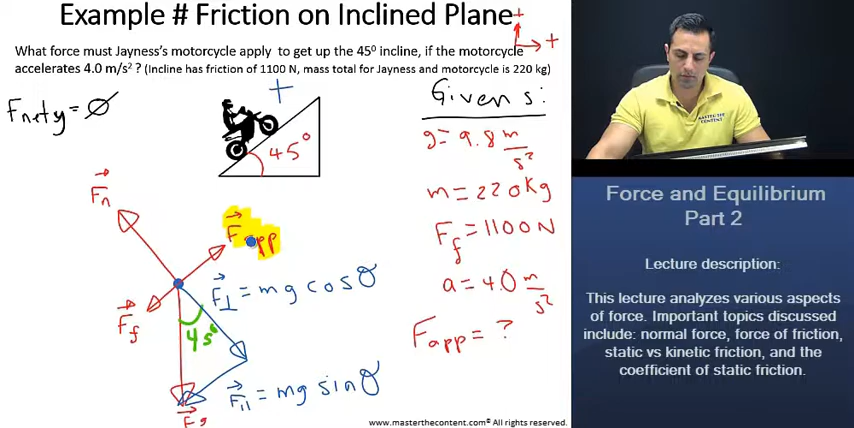 Example # Friction on Inclined Plane
+
+
What force must Jayness's motorcycle apply to get up the 45⁰ incline, if the motorcycle
accelerates 4.0 m/s² ? (Incline has friction of 1100 N, mass total for Jayness and motorcycle is 220 kg)
Fnety = ∅
+
45°
Givens:
g = 9.8 m/s²
m = 220 kg
Ff = 1100 N
a = 4.0 m/s²
Fapp = ?
Fn
Fapp
Ff
F⊥ = mg cos θ
45°
F|| = mg sin θ
Fg
www.masterthecontent.com© All rights reserved.
MASTER THE
CONTENT
Force and Equilibrium
Part 2
Lecture description:
This lecture analyzes various aspects
of force. Important topics discussed
include: normal force, force of friction,
static vs kinetic friction, and the
coefficient of static friction.